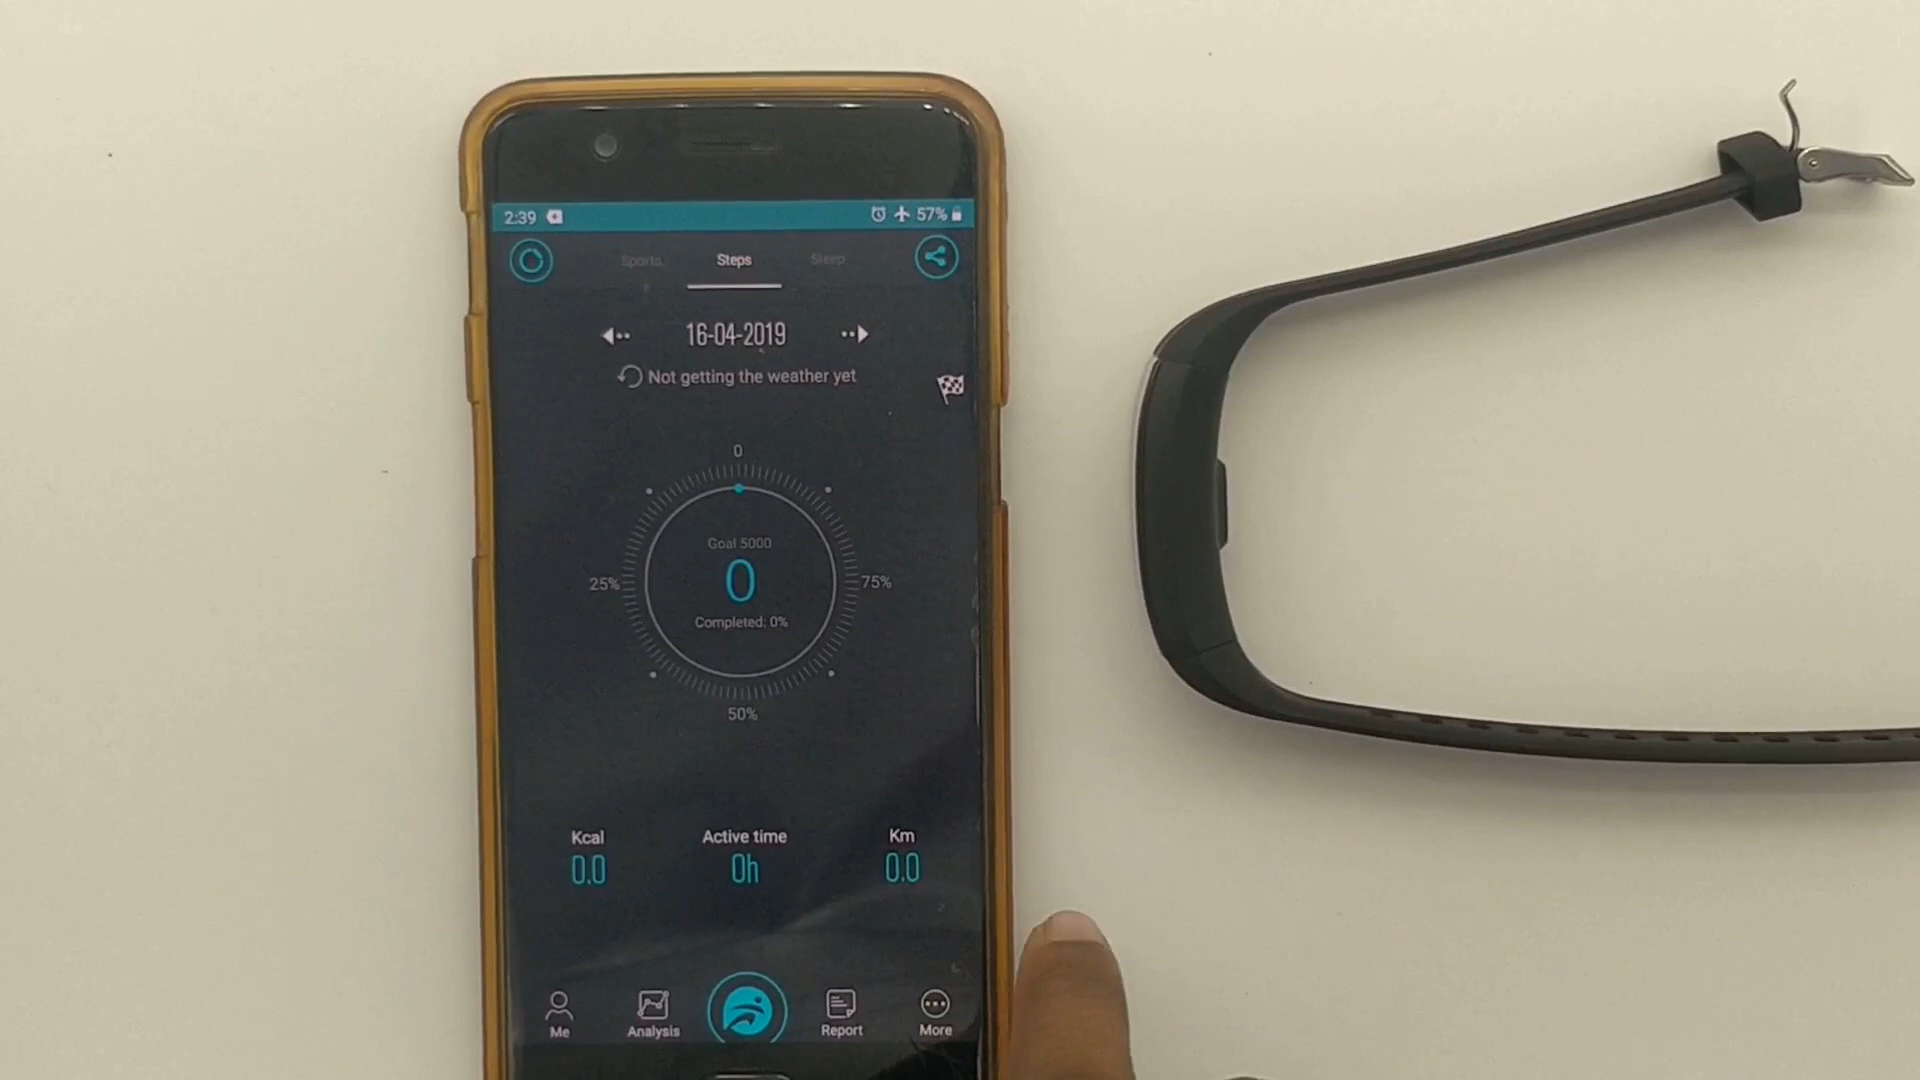 2:39 57%
Sports Steps Sleep
16-04-2019
Not getting the weather yet
0
Goal 5000
25% 0 75%
Completed: 0%
50%
Kcal Active time Km
0.0 0h 0.0
Me Analysis Report More